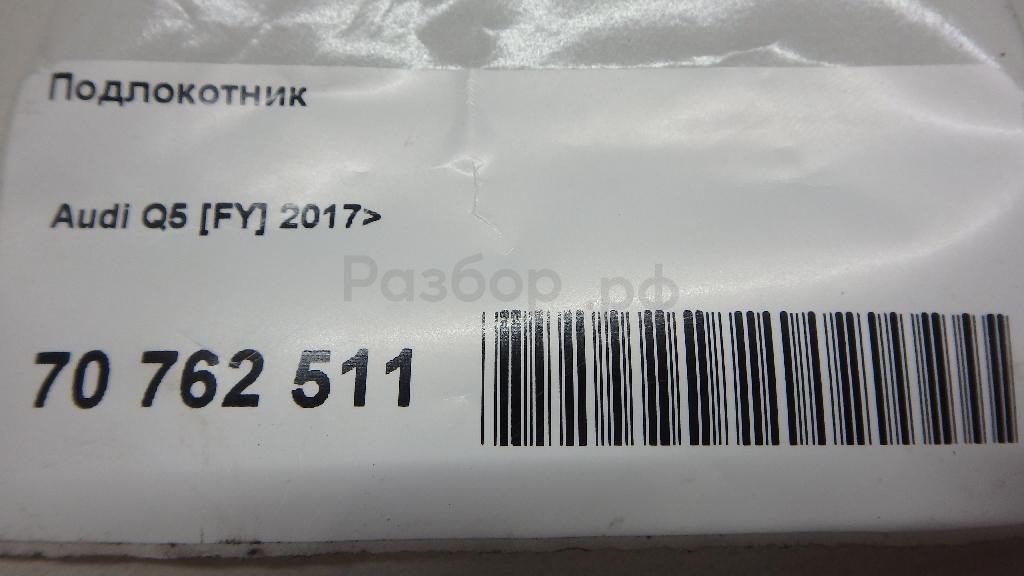 Подлокотник
Audi Q5 [FY] 2017>
Разбор.рф
70 762 511